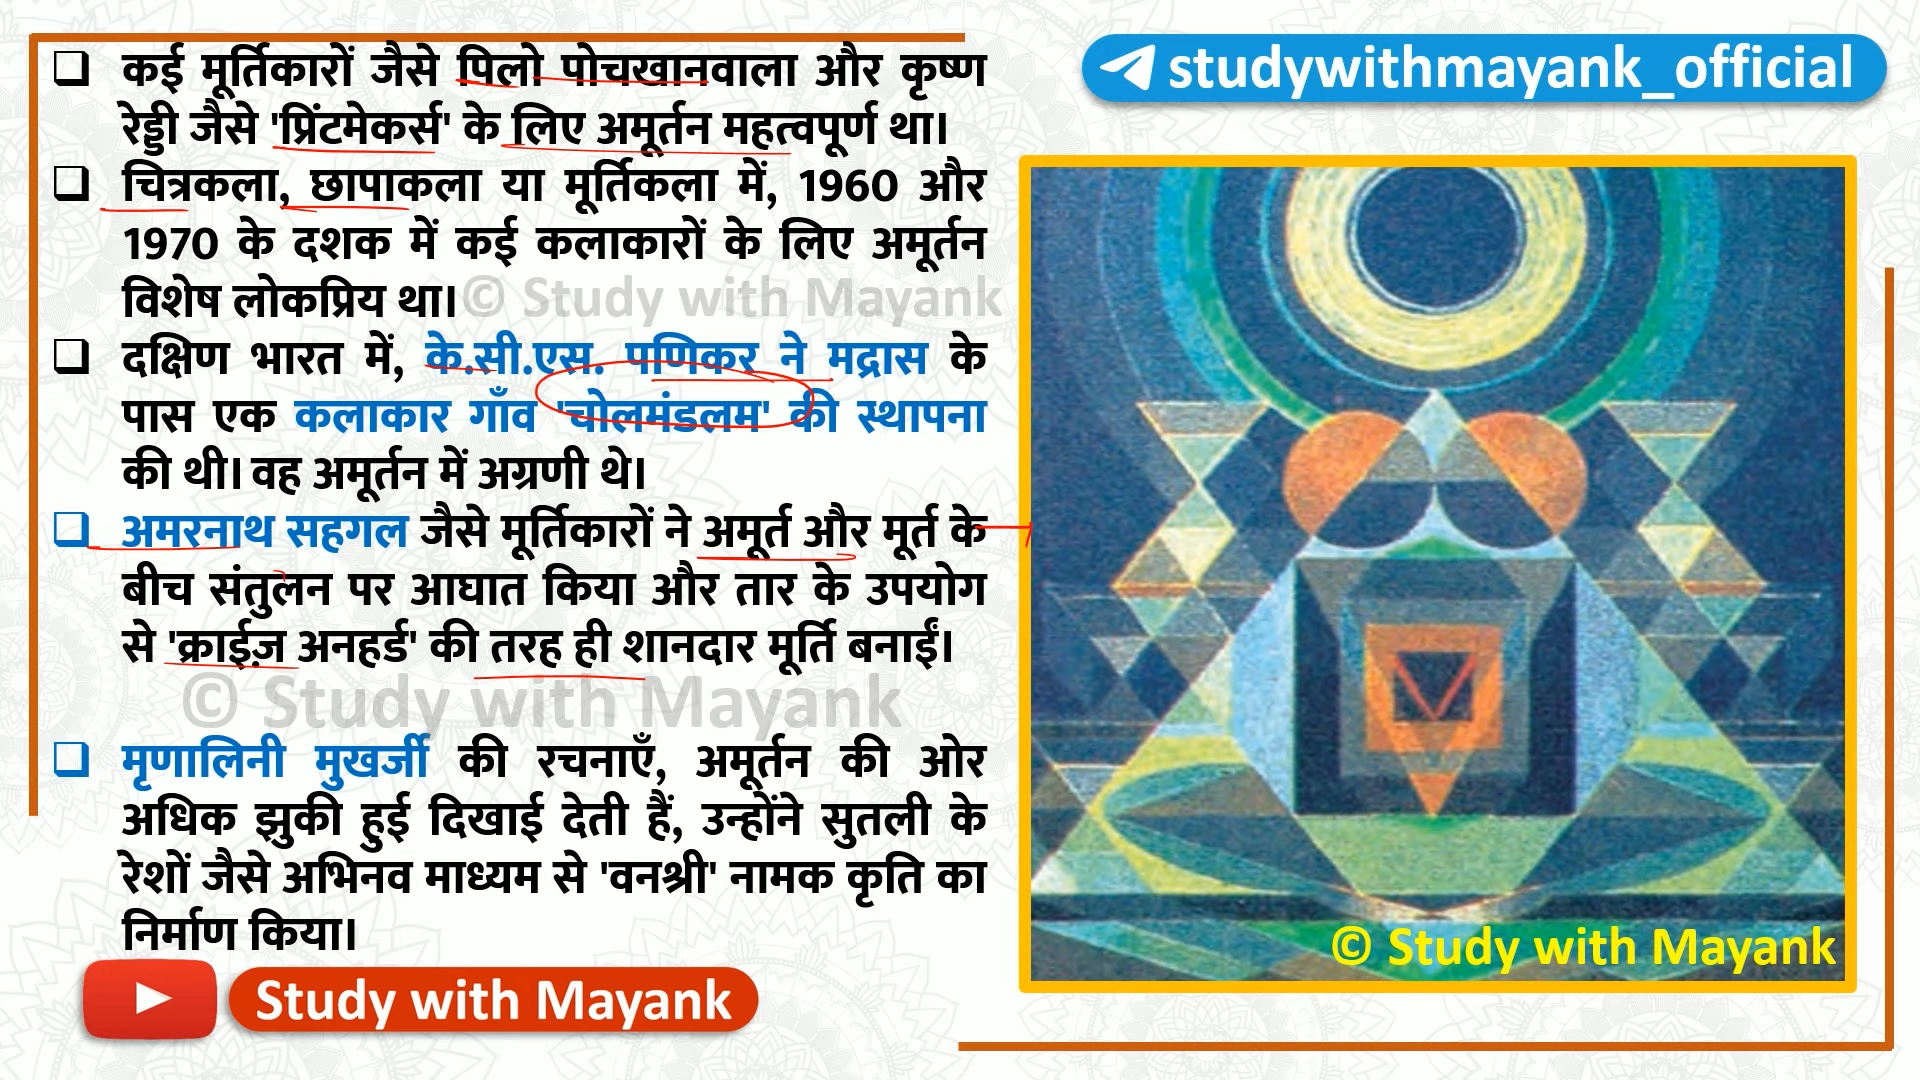 कई मूर्तिकारों जैसे पिलो पोचखानवाला और कृष्ण
रेड्डी जैसे 'प्रिंटमेकर्स' के लिए अमूर्तन महत्वपूर्ण था।
चित्रकला, छापाकला या मूर्तिकला में, 1960 और
1970 के दशक में कई कलाकारों के लिए अमूर्तन
विशेष लोकप्रिय था।
© Study with Mayank
दक्षिण भारत में, के.सी.एस. पणिकर ने मद्रास के
पास एक कलाकार गाँव 'चोलमंडलम' की स्थापना
की थी। वह अमूर्तन में अग्रणी थे।
अमरनाथ सहगल जैसे मूर्तिकारों ने अमूर्त और मूर्त के
बीच संतुलन पर आघात किया और तार के उपयोग
से 'क्राईज़ अनहर्ड' की तरह ही शानदार मूर्ति बनाईं।
© Study with Mayank
मृणालिनी मुखर्जी की रचनाएँ, अमूर्तन की ओर
अधिक झुकी हुई दिखाई देती हैं, उन्होंने सुतली के
रेशों जैसे अभिनव माध्यम से 'वनश्री' नामक कृति का
निर्माण किया।
Study with Mayank
studywithmayank_official
© Study with Mayank